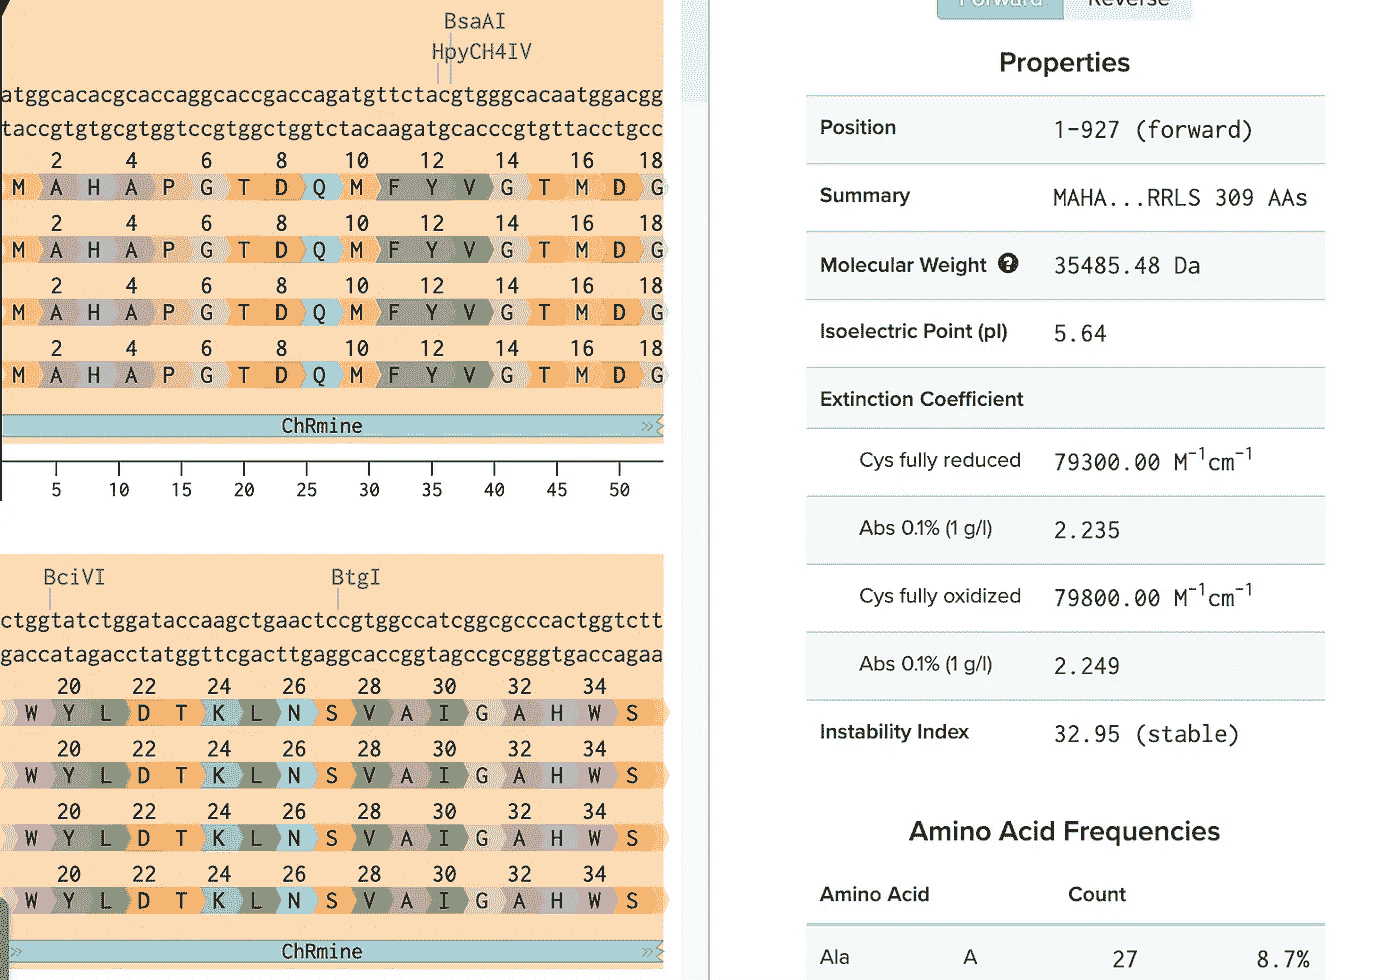 BsaAI
HpyCH4IV
atggcacacgcaccaggcaccgaccagatgttctacgtgggcacaatggacgg
taccgtgtgcgtggtccgtggctggtctacaagatgcacccgtgttacctgcc
2 4 6 8 10 12 14 16 18
M A H A P G T D Q M F Y V G T M D G
2 4 6 8 10 12 14 16 18
M A H A P G T D Q M F Y V G T M D G
2 4 6 8 10 12 14 16 18
M A H A P G T D Q M F Y V G T M D G
2 4 6 8 10 12 14 16 18
M A H A P G T D Q M F Y V G T M D G
ChRmine
5 10 15 20 25 30 35 40 45 50
BciVI BtgI
ctggtatctggataccaagctgaactccgtggccatcggcgcccactggtctt
gaccatagacctatggttcgacttgaggcaccggtagccgcgggtgaccagaa
20 22 24 26 28 30 32 34
W Y L D T K L N S V A I G A H W S
20 22 24 26 28 30 32 34
W Y L D T K L N S V A I G A H W S
20 22 24 26 28 30 32 34
W Y L D T K L N S V A I G A H W S
20 22 24 26 28 30 32 34
W Y L D T K L N S V A I G A H W S
ChRmine
Forward Reverse
Properties
Position 1-927 (forward)
Summary MAHA...RRLS 309 AAs
Molecular Weight ? 35485.48 Da
Isoelectric Point (pI) 5.64
Extinction Coefficient
Cys fully reduced 79300.00 M⁻¹cm⁻¹
Abs 0.1% (1 g/l) 2.235
Cys fully oxidized 79800.00 M⁻¹cm⁻¹
Abs 0.1% (1 g/l) 2.249
Instability Index 32.95 (stable)
Amino Acid Frequencies
Amino Acid Count
Ala A 27 8.7%